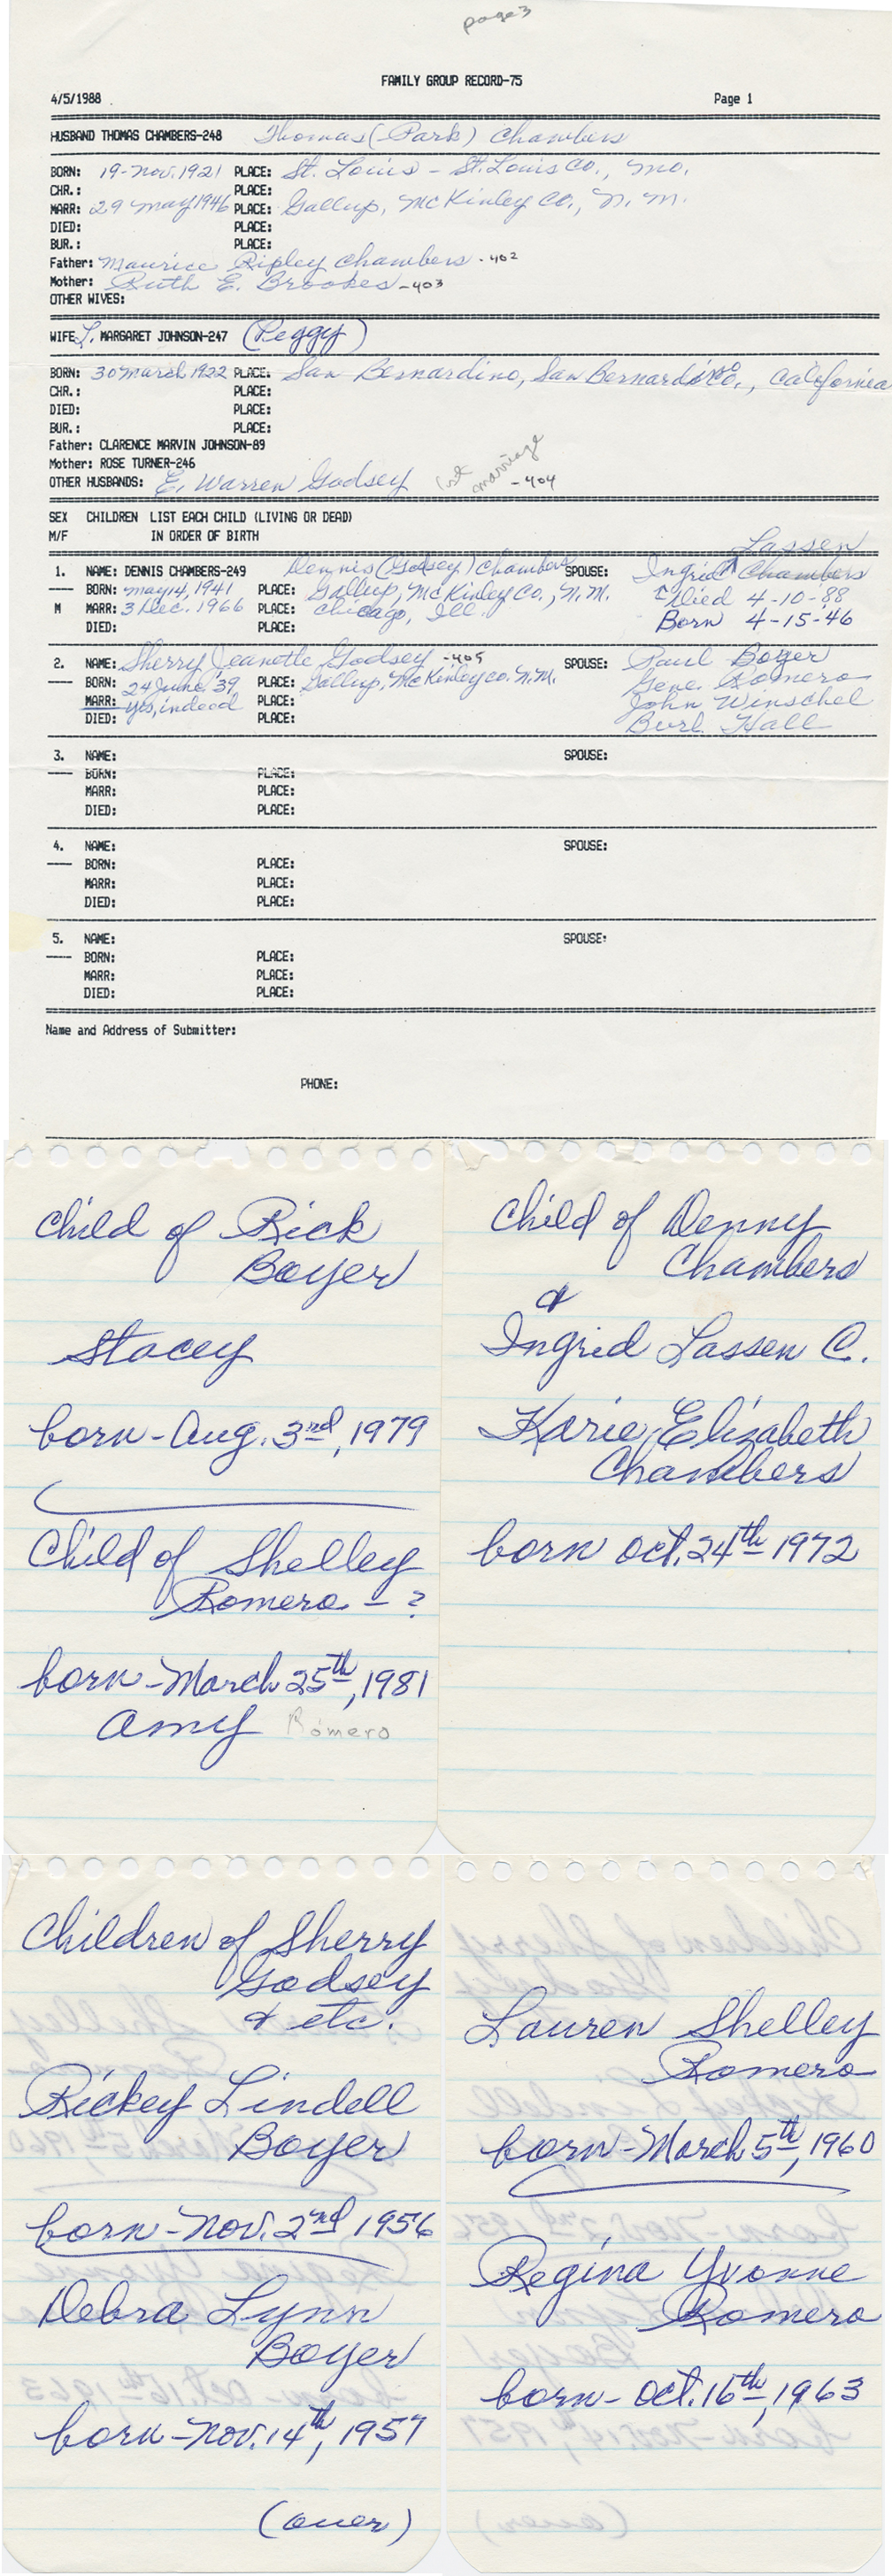 page 3
FAMILY GROUP RECORD-75
4/5/1988 Page 1
HUSBAND THOMAS CHAMBERS-248 Thomas (Park) Chambers
BORN: 19-Nov. 1921 PLACE: St. Louis - St. Louis Co., Mo.
CHR.: PLACE:
MARR: 29 May 1946 PLACE: Gallup, McKinley Co., N.M.
DIED: PLACE:
BUR.: PLACE:
Father: Maurice Ripley Chambers -402
Mother: Ruth E. Brookes -403
OTHER WIVES:
WIFE L. MARGARET JOHNSON-247 (Peggy)
BORN: 30 March 1922 PLACE: San Bernardino, San Bernardino Co., California
CHR.: PLACE:
DIED: PLACE:
BUR.: PLACE:
Father: CLARENCE MARVIN JOHNSON-89
Mother: ROSE TURNER-246
OTHER HUSBANDS: E. Warren Godsey 1st marriage -404
SEX CHILDREN LIST EACH CHILD (LIVING OR DEAD)
M/F IN ORDER OF BIRTH
Lassen
1. NAME: DENNIS CHAMBERS-249 Dennis (Godsey) Chambers SPOUSE: Ingrid Chambers
BORN: May 14, 1941 PLACE: Gallup, McKinley Co., N.M. Died 4-10-88
M MARR: 3 Dec. 1966 PLACE: Chicago, Ill. Born 4-15-46
DIED: PLACE:
2. NAME: Sherry Jeanette Godsey -405 SPOUSE: Paul Boyer
BORN: 24 June '39 PLACE: Gallup, McKinley Co. N.M. Gene Romero
MARR: yes, indeed PLACE: John Winschel
DIED: PLACE: Burl Hall
3. NAME: SPOUSE:
BORN: PLACE:
MARR: PLACE:
DIED: PLACE:
4. NAME: SPOUSE:
BORN: PLACE:
MARR: PLACE:
DIED: PLACE:
5. NAME: SPOUSE:
BORN: PLACE:
MARR: PLACE:
DIED: PLACE:
Name and Address of Submitter:
PHONE:
Child of Rick
Boyer
Stacey
born - Aug. 3rd, 1979
Child of Shelley
Romero - ?
born - March 25th, 1981
Amy Romero
Child of Denny
Chambers
&
Ingrid Lassen C.
Karie Elizabeth
Chambers
born Oct. 24th 1972
Children of Sherry
Godsey
& etc.
Rickey Lindell
Boyer
born - Nov. 2nd 1956
Debra Lynn
Boyer
born - Nov. 14th, 1957
(over)
Lauren Shelley
Romero
born - March 5th, 1960
Regina Yvonne
Romero
born - Oct. 16th, 1963